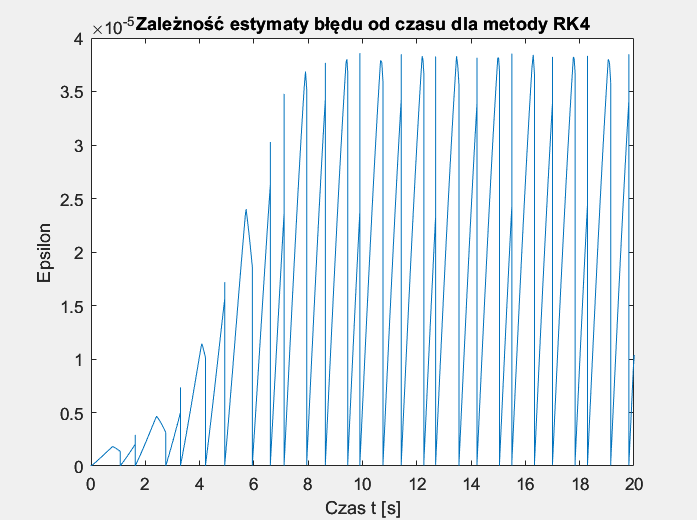 ×10⁻⁵ Zależność estymaty błędu od czasu dla metody RK4
4
3.5
3
2.5
2
1.5
1
0.5
0
Epsilon
0 2 4 6 8 10 12 14 16 18 20
Czas t [s]